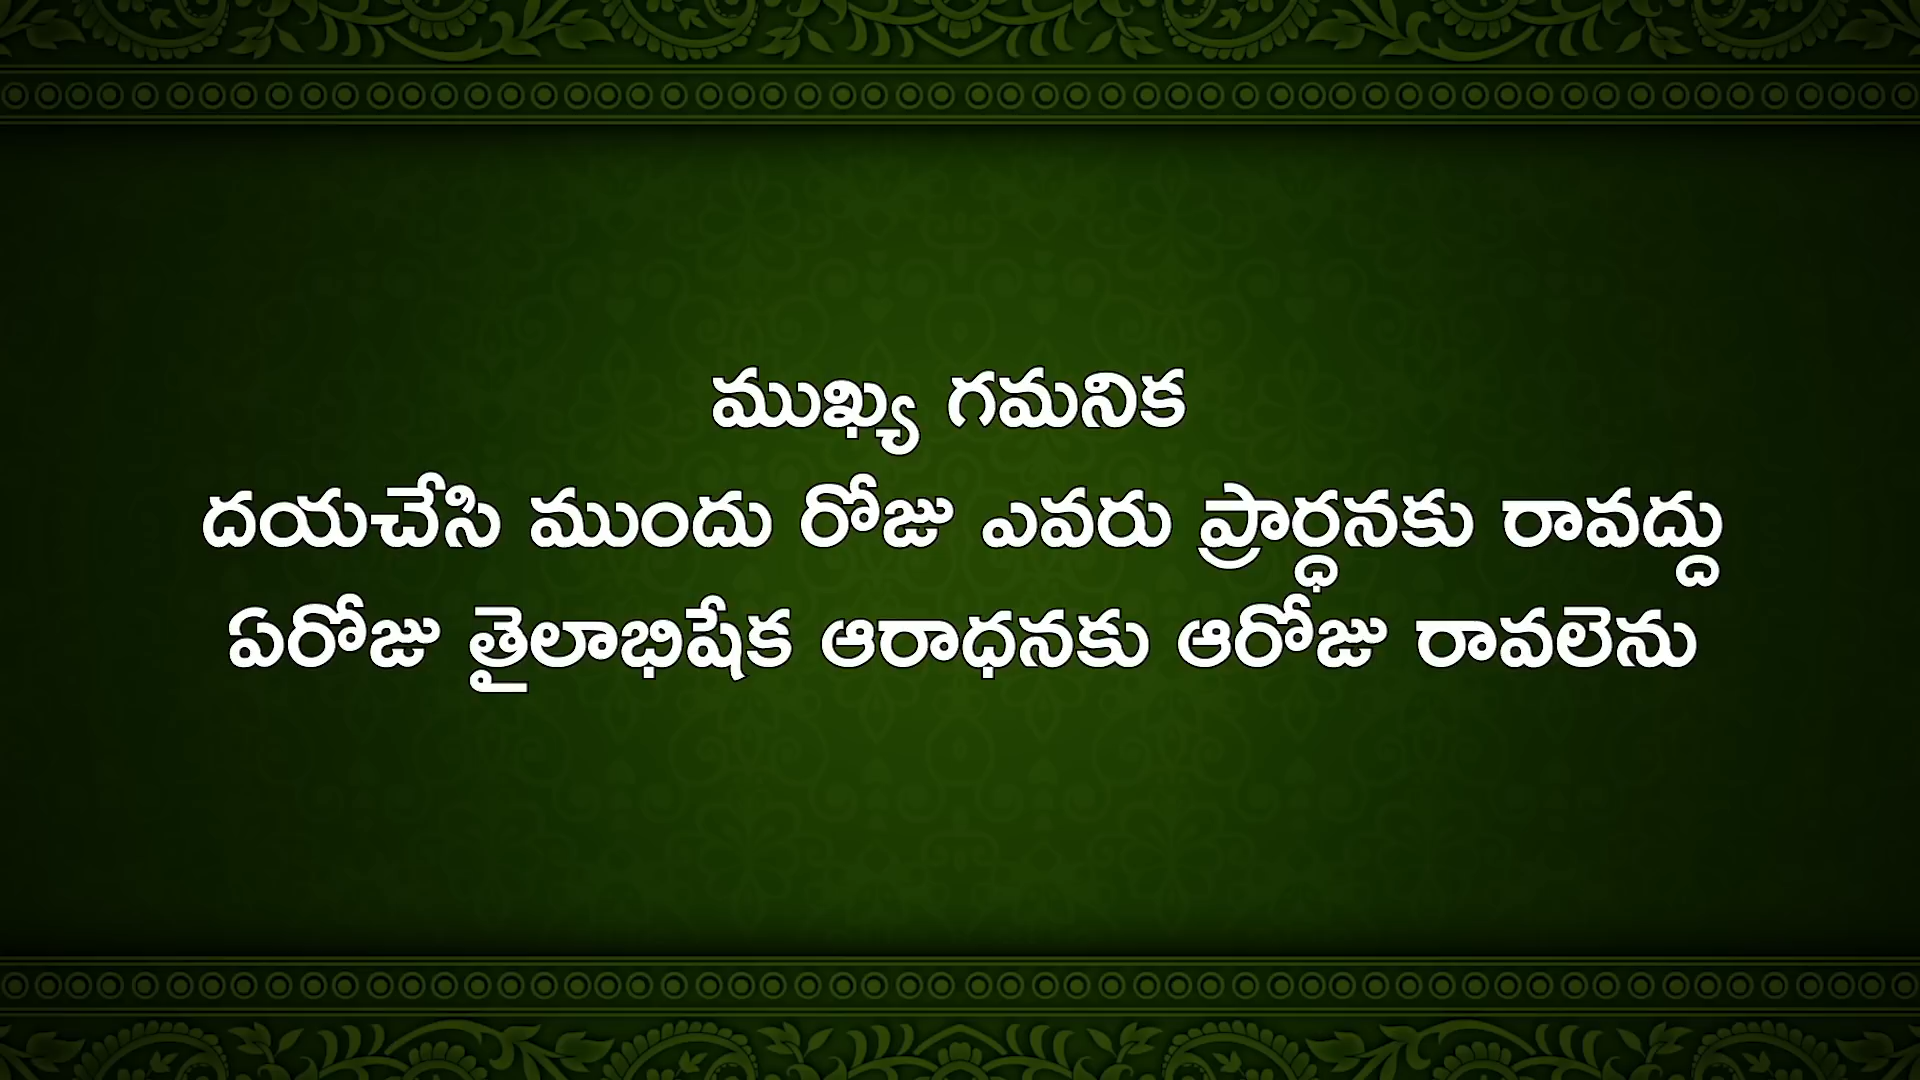 ముఖ్య గమనిక
దయచేసి ముందు రోజు ఎవరు ప్రార్ధనకు రావద్దు
ఏరోజు తైలాభిషేక ఆరాధనకు ఆరోజు రావలెను